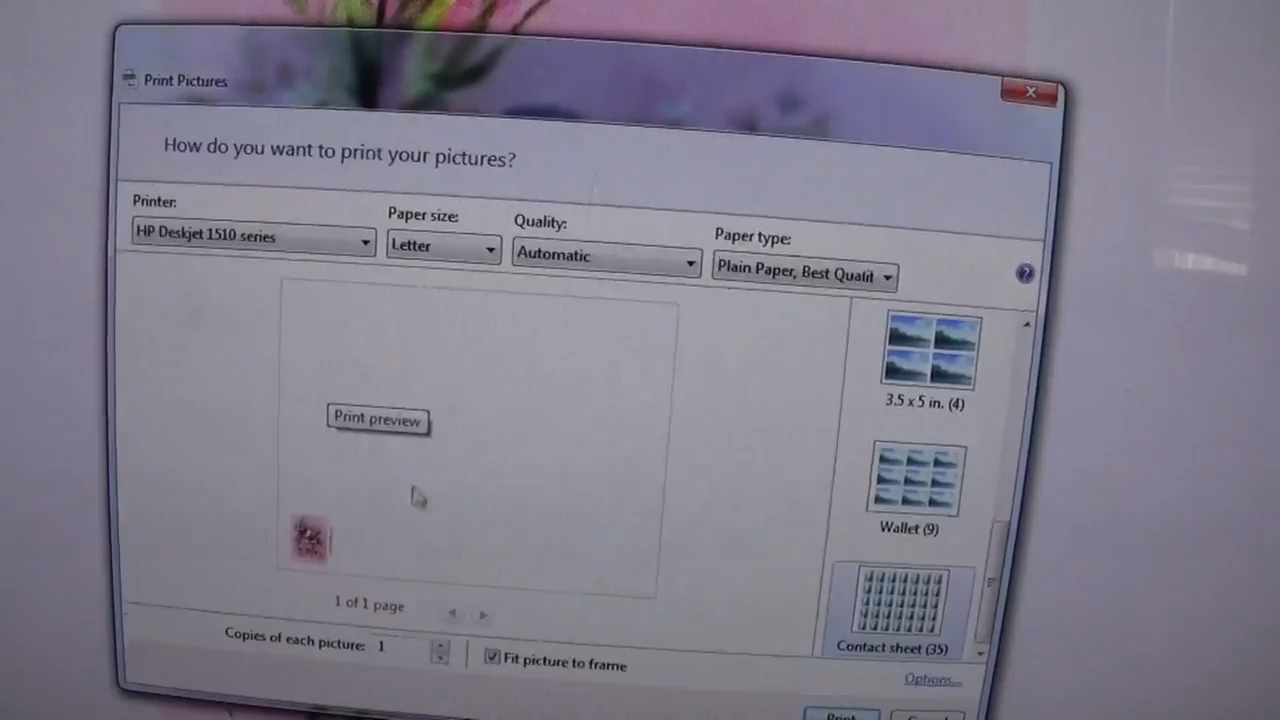 Print Pictures
How do you want to print your pictures?
Printer:
Paper size:
Quality:
Paper type:
HP Deskjet 1510 series
Letter
Automatic
Plain Paper, Best Qualit
3.5 x 5 in. (4)
Print preview
Wallet (9)
1 of 1 page
Contact sheet (35)
Copies of each picture: 1
Fit picture to frame
Options...
Print